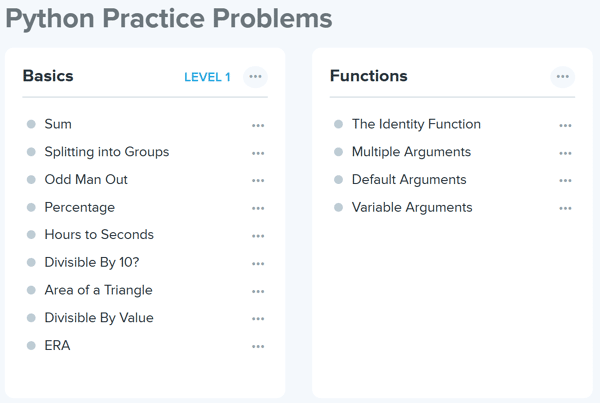 Python Practice Problems
Basics
LEVEL 1
Sum
Splitting into Groups
Odd Man Out
Percentage
Hours to Seconds
Divisible By 10?
Area of a Triangle
Divisible By Value
ERA
Functions
The Identity Function
Multiple Arguments
Default Arguments
Variable Arguments